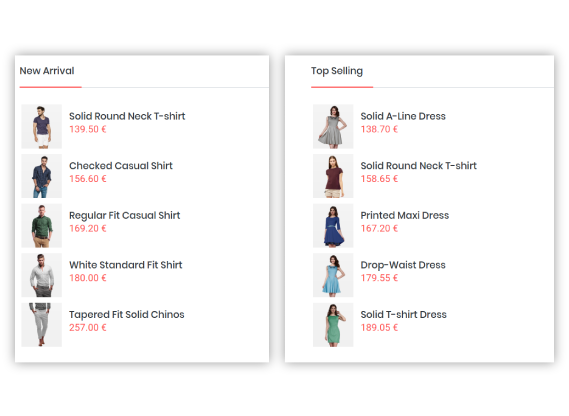 New Arrival
Solid Round Neck T-shirt
139.50 €
Checked Casual Shirt
156.60 €
Regular Fit Casual Shirt
169.20 €
White Standard Fit Shirt
180.00 €
Tapered Fit Solid Chinos
257.00 €
Top Selling
Solid A-Line Dress
138.70 €
Solid Round Neck T-shirt
158.65 €
Printed Maxi Dress
167.20 €
Drop-Waist Dress
179.55 €
Solid T-shirt Dress
189.05 €